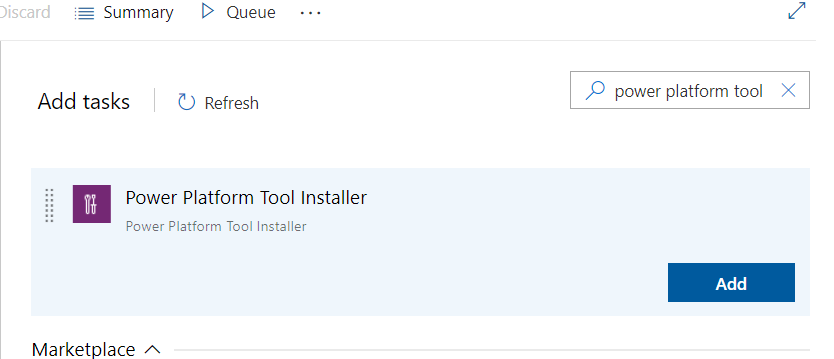 Discard Summary Queue ...
Add tasks Refresh power platform tool
Power Platform Tool Installer
Power Platform Tool Installer
Add
Marketplace